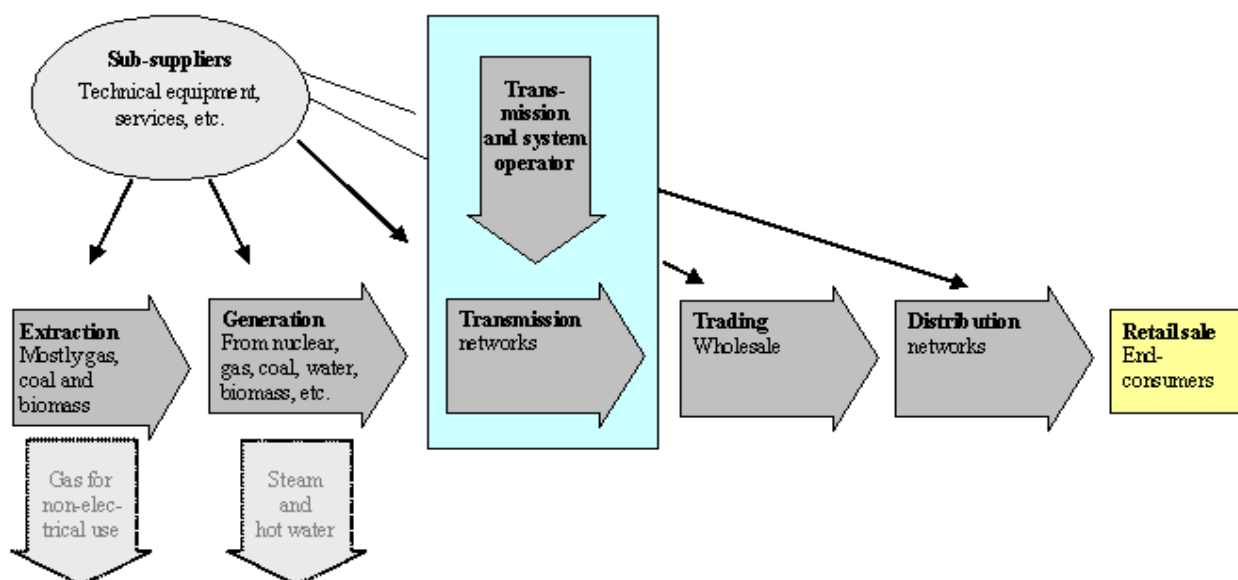 Sub-suppliers
Technical equipment,
services, etc.
Trans-
mission
and system
operator
Extraction
Mostly gas,
coal and
biomass
Generation
From nuclear,
gas, coal, water,
biomass, etc.
Transmission
networks
Trading
Wholesale
Distribution
networks
Retail sale
End-
consumers
Gas for
non-elec-
trical use
Steam
and
hot water